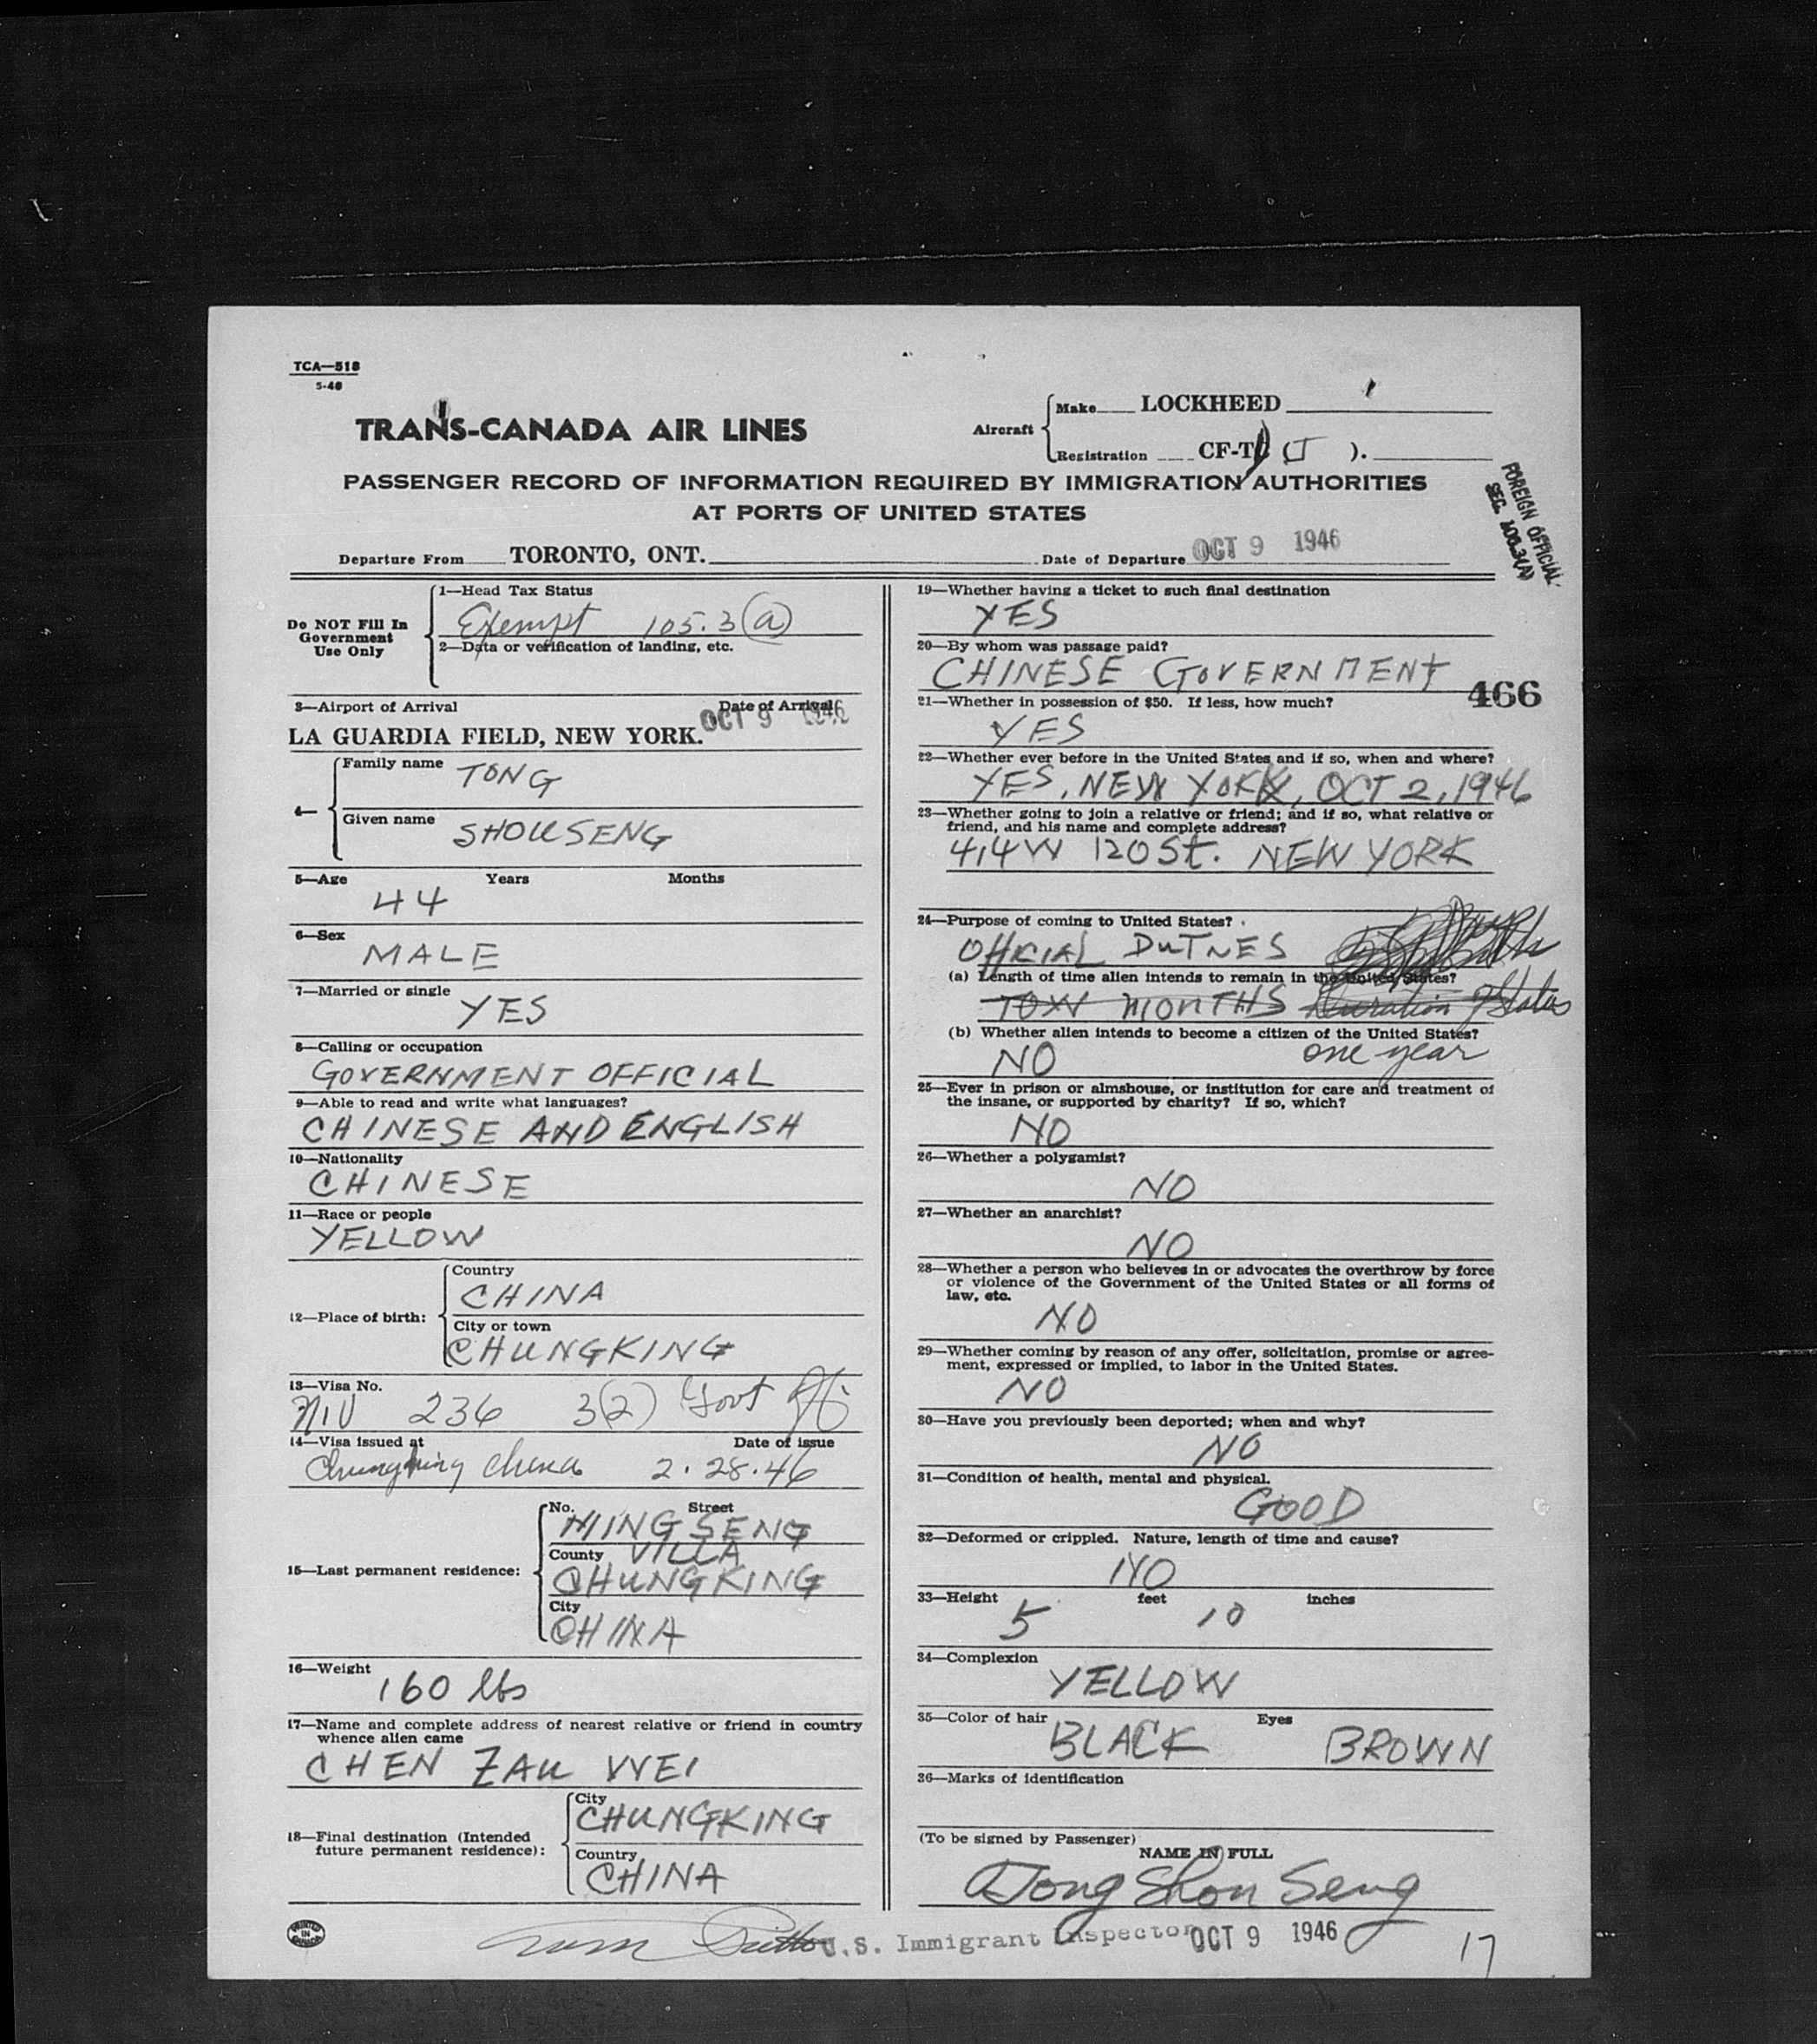 TCA—518
5-46
TRANS-CANADA AIR LINES
Aircraft
Make LOCKHEED
Registration CF-T (J ).
PASSENGER RECORD OF INFORMATION REQUIRED BY IMMIGRATION AUTHORITIES
AT PORTS OF UNITED STATES
FOREIGN OFFICIAL
SEC. 100.3(A)
Departure From TORONTO, ONT. Date of Departure OCT 9 1946
Do NOT Fill In
Government
Use Only
1—Head Tax Status
Exempt 105.3(a)
2—Data or verification of landing, etc.
3—Airport of Arrival Date of Arrival
LA GUARDIA FIELD, NEW YORK. OCT 9 1946
4—
Family name TONG
Given name SHOUSENG
5—Age Years Months
44
6—Sex
MALE
7—Married or single
YES
8—Calling or occupation
GOVERNMENT OFFICIAL
9—Able to read and write what languages?
CHINESE AND ENGLISH
10—Nationality
CHINESE
11—Race or people
YELLOW
12—Place of birth:
Country
CHINA
City or town
CHUNGKING
13—Visa No.
NIV 236 3(2) Govt
14—Visa issued at Date of issue
Chungking China 2.28.46
15—Last permanent residence:
No. Street
MING SENG
County VILLA
CHUNGKING
City
CHINA
16—Weight
160 lbs
17—Name and complete address of nearest relative or friend in country
whence alien came
CHEN ZAU WEI
18—Final destination (Intended
future permanent residence):
City
CHUNGKING
Country
CHINA
PRINTED
IN
CANADA
19—Whether having a ticket to such final destination
YES
20—By whom was passage paid?
CHINESE GOVERNMENT
466
21—Whether in possession of $50. If less, how much?
YES
22—Whether ever before in the United States and if so, when and where?
YES, NEW YORK, OCT 2, 1946
23—Whether going to join a relative or friend; and if so, what relative or
friend, and his name and complete address?
414 W 120 St. NEW YORK
24—Purpose of coming to United States?
OFFICIAL DUTNES
(a) Length of time alien intends to remain in the United States?
TOW MONTHS Duration of Status
(b) Whether alien intends to become a citizen of the United States?
NO one year
25—Ever in prison or almshouse, or institution for care and treatment of
the insane, or supported by charity? If so, which?
NO
26—Whether a polygamist?
NO
27—Whether an anarchist?
NO
28—Whether a person who believes in or advocates the overthrow by force
or violence of the Government of the United States or all forms of
law, etc.
NO
29—Whether coming by reason of any offer, solicitation, promise or agree-
ment, expressed or implied, to labor in the United States.
NO
30—Have you previously been deported; when and why?
NO
31—Condition of health, mental and physical.
GOOD
32—Deformed or crippled. Nature, length of time and cause?
NO
33—Height feet inches
5 10
34—Complexion
YELLOW
35—Color of hair Eyes
BLACK BROWN
36—Marks of identification
(To be signed by Passenger)
NAME IN FULL
Tong Shou Seng
U.S. Immigrant Inspector OCT 9 1946
17